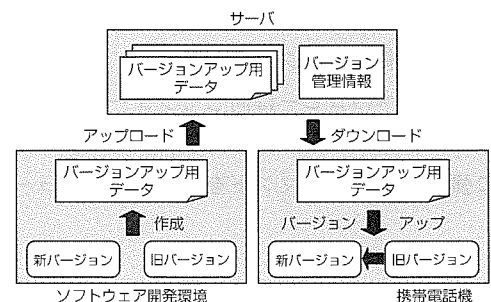 サーバ
バージョンアップ用
データ
バージョン
管理情報
アップロード
ダウンロード
バージョンアップ用
データ
作成
新バージョン
旧バージョン
ソフトウェア開発環境
バージョンアップ用
データ
バージョン アップ
新バージョン
旧バージョン
携帯電話機